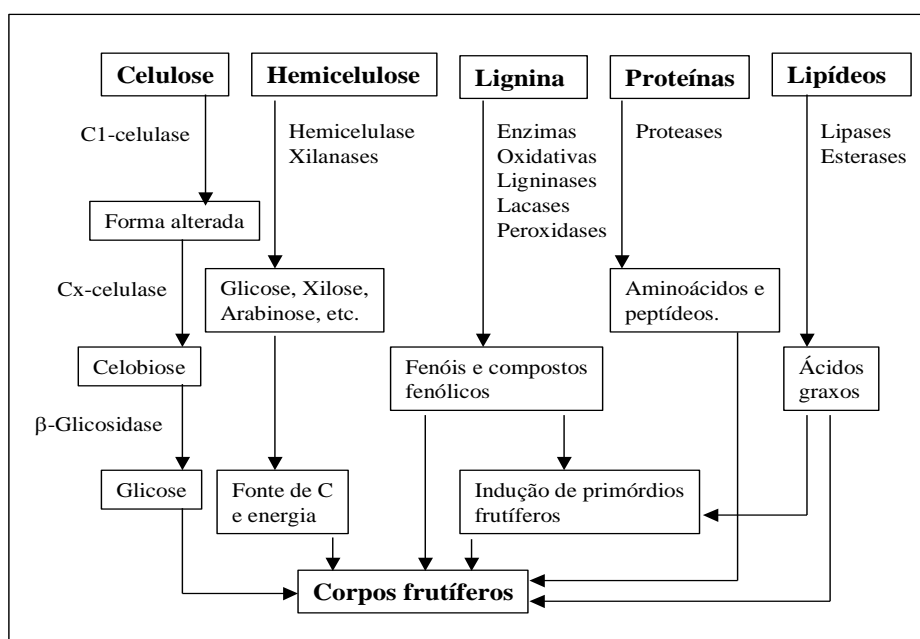 Celulose
Hemicelulose
Lignina
Proteínas
Lipídeos
C1-celulase
Hemicelulase
Xilanases
Enzimas
Oxidativas
Ligninases
Lacases
Peroxidases
Proteases
Lipases
Esterases
Forma alterada
Cx-celulase
Glicose, Xilose,
Arabinose, etc.
Aminoácidos e
peptídeos.
Celobiose
Fenóis e compostos
fenólicos
Ácidos
graxos
β-Glicosidase
Glicose
Fonte de C
e energia
Indução de primórdios
frutíferos
Corpos frutíferos